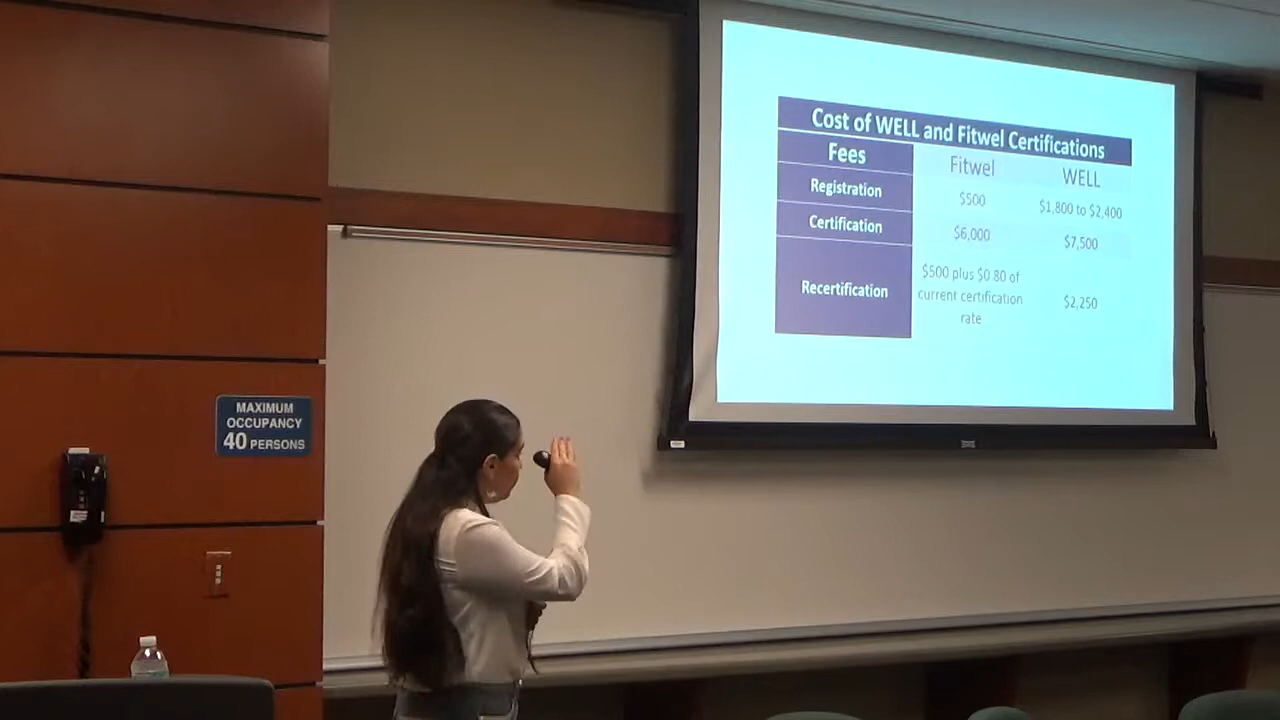 Cost of WELL and Fitwel Certifications
Fees Fitwel WELL
Registration $500 $1,800 to $2,400
Certification $6,000 $7,500
Recertification $500 plus $0.80 of current certification rate $2,250
MAXIMUM
OCCUPANCY
40 PERSONS